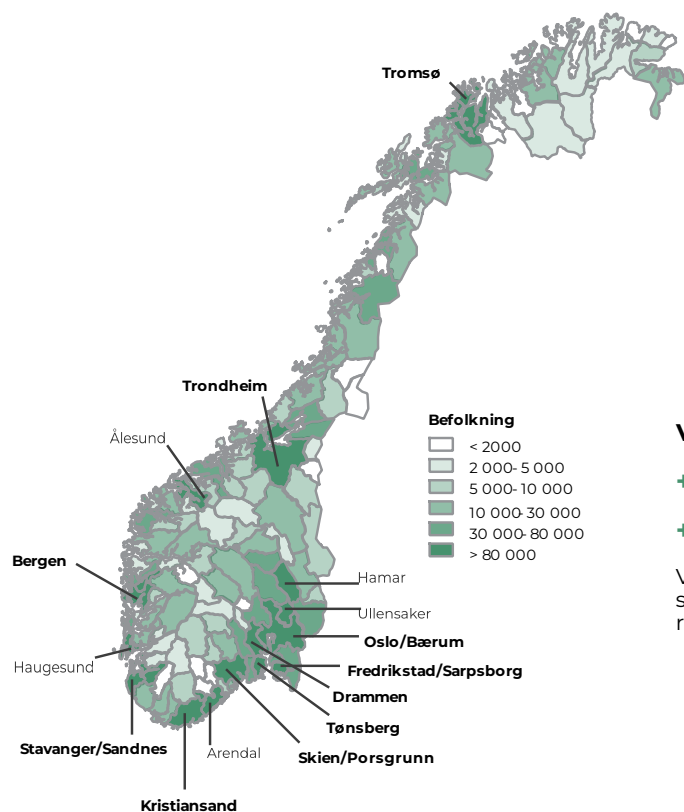 Tromsø
Trondheim
Ålesund
Befolkning
< 2000
2 000- 5 000
5 000- 10 000
10 000- 30 000
30 000- 80 000
> 80 000
V
+
+
V
s
r
Bergen
Hamar
Ullensaker
Oslo/Bærum
Haugesund
Fredrikstad/Sarpsborg
Drammen
Tønsberg
Stavanger/Sandnes
Arendal
Skien/Porsgrunn
Kristiansand